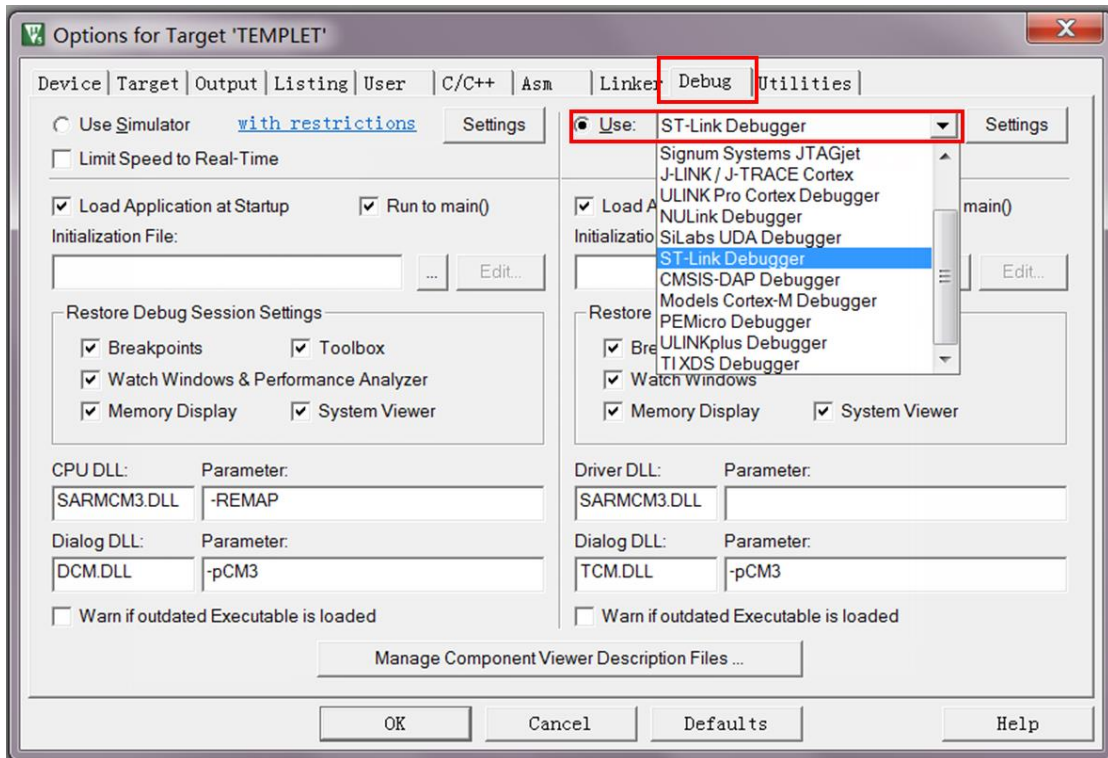 Options for Target 'TEMPLET'
Device Target Output Listing User C/C++ Asm Linker Debug Utilities
Use Simulator with restrictions Settings
Use: ST-Link Debugger Settings
Limit Speed to Real-Time
Signum Systems JTAGjet
J-LINK / J-TRACE Cortex
ULINK Pro Cortex Debugger
NULink Debugger
SiLabs UDA Debugger
ST-Link Debugger
CMSIS-DAP Debugger
Models Cortex-M Debugger
PEMicro Debugger
ULINKplus Debugger
TI XDS Debugger
Load Application at Startup Run to main()
Initialization File:
... Edit...
Restore Debug Session Settings
Breakpoints Toolbox
Watch Windows & Performance Analyzer
Memory Display System Viewer
Load A main()
Initializatio
Edit...
Restore
Bre
Watch Windows
Memory Display System Viewer
CPU DLL: Parameter:
SARMCM3.DLL -REMAP
Dialog DLL: Parameter:
DCM.DLL -pCM3
Warn if outdated Executable is loaded
Driver DLL: Parameter:
SARMCM3.DLL
Dialog DLL: Parameter:
TCM.DLL -pCM3
Warn if outdated Executable is loaded
Manage Component Viewer Description Files ...
OK Cancel Defaults Help